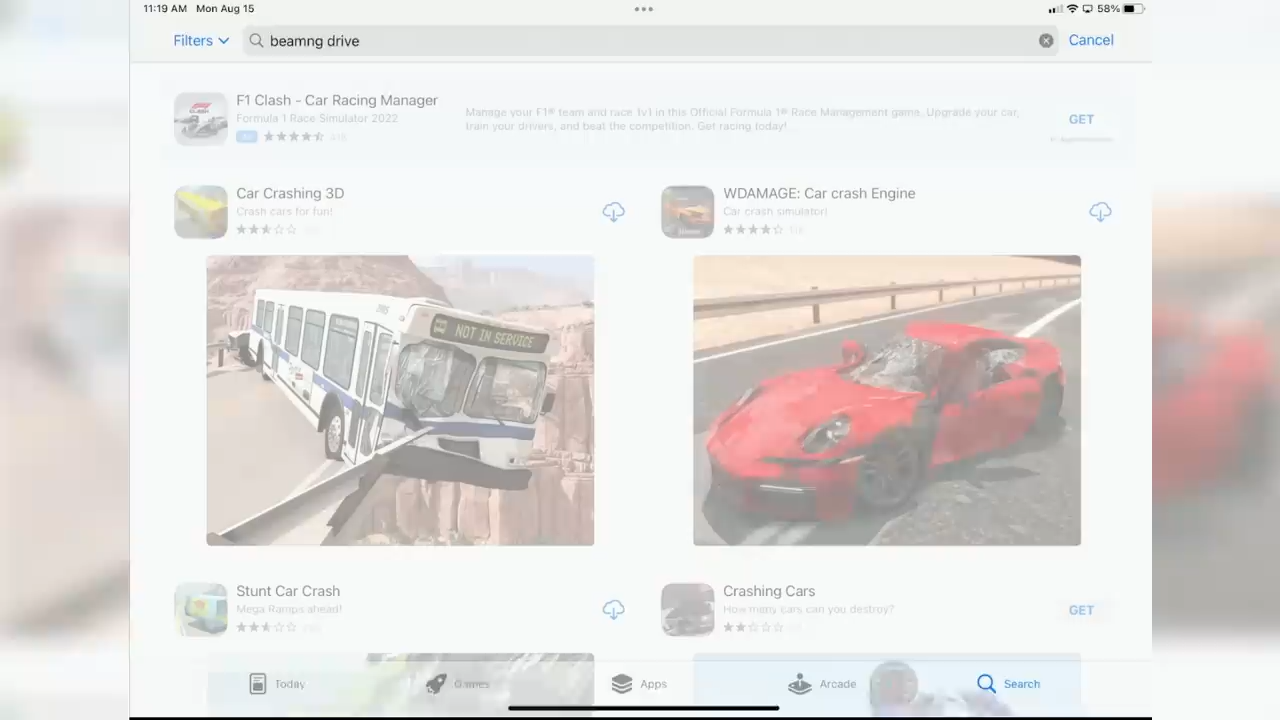 11:19 AM Mon Aug 15
58%
Filters
beamng drive
Cancel
F1 Clash - Car Racing Manager
Formula 1 Race Simulator 2022
Manage your F1® team and race 1v1 in this Official Formula 1® Race Management game. Upgrade your car,
train your drivers, and beat the competition. Get racing today!
GET
Car Crashing 3D
Crash cars for fun!
WDAMAGE: Car crash Engine
Car crash simulator!
NOT IN SERVICE
Stunt Car Crash
Mega Ramps ahead!
Crashing Cars
How many cars can you destroy?
GET
Today
Games
Apps
Arcade
Search